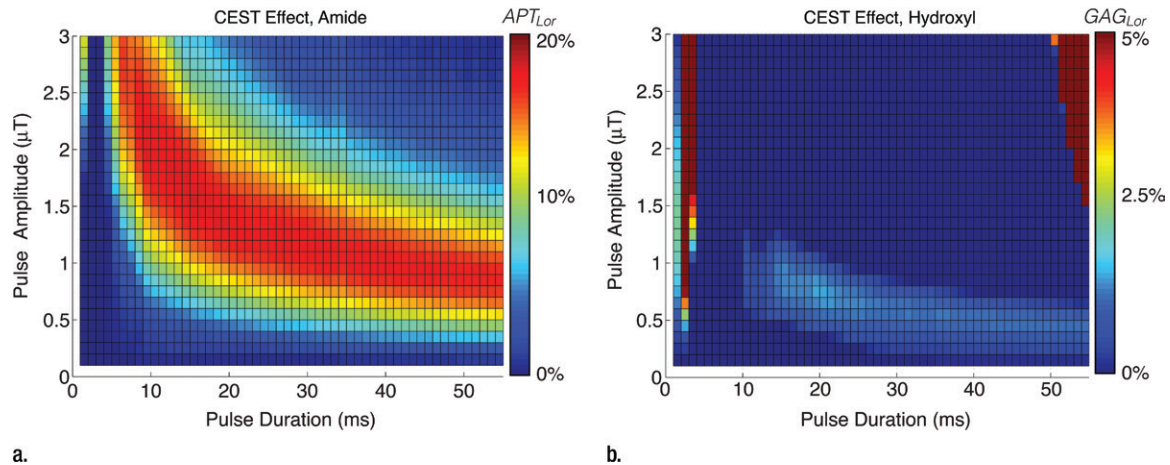 CEST Effect, Amide
APT_Lor
3
2.5
2
1.5
1
0.5
0
Pulse Amplitude (μT)
0 10 20 30 40 50
Pulse Duration (ms)
20%
10%
0%
a.
CEST Effect, Hydroxyl
GAG_Lor
3
2.5
2
1.5
1
0.5
0
Pulse Amplitude (μT)
0 10 20 30 40 50
Pulse Duration (ms)
5%
2.5%
0%
b.